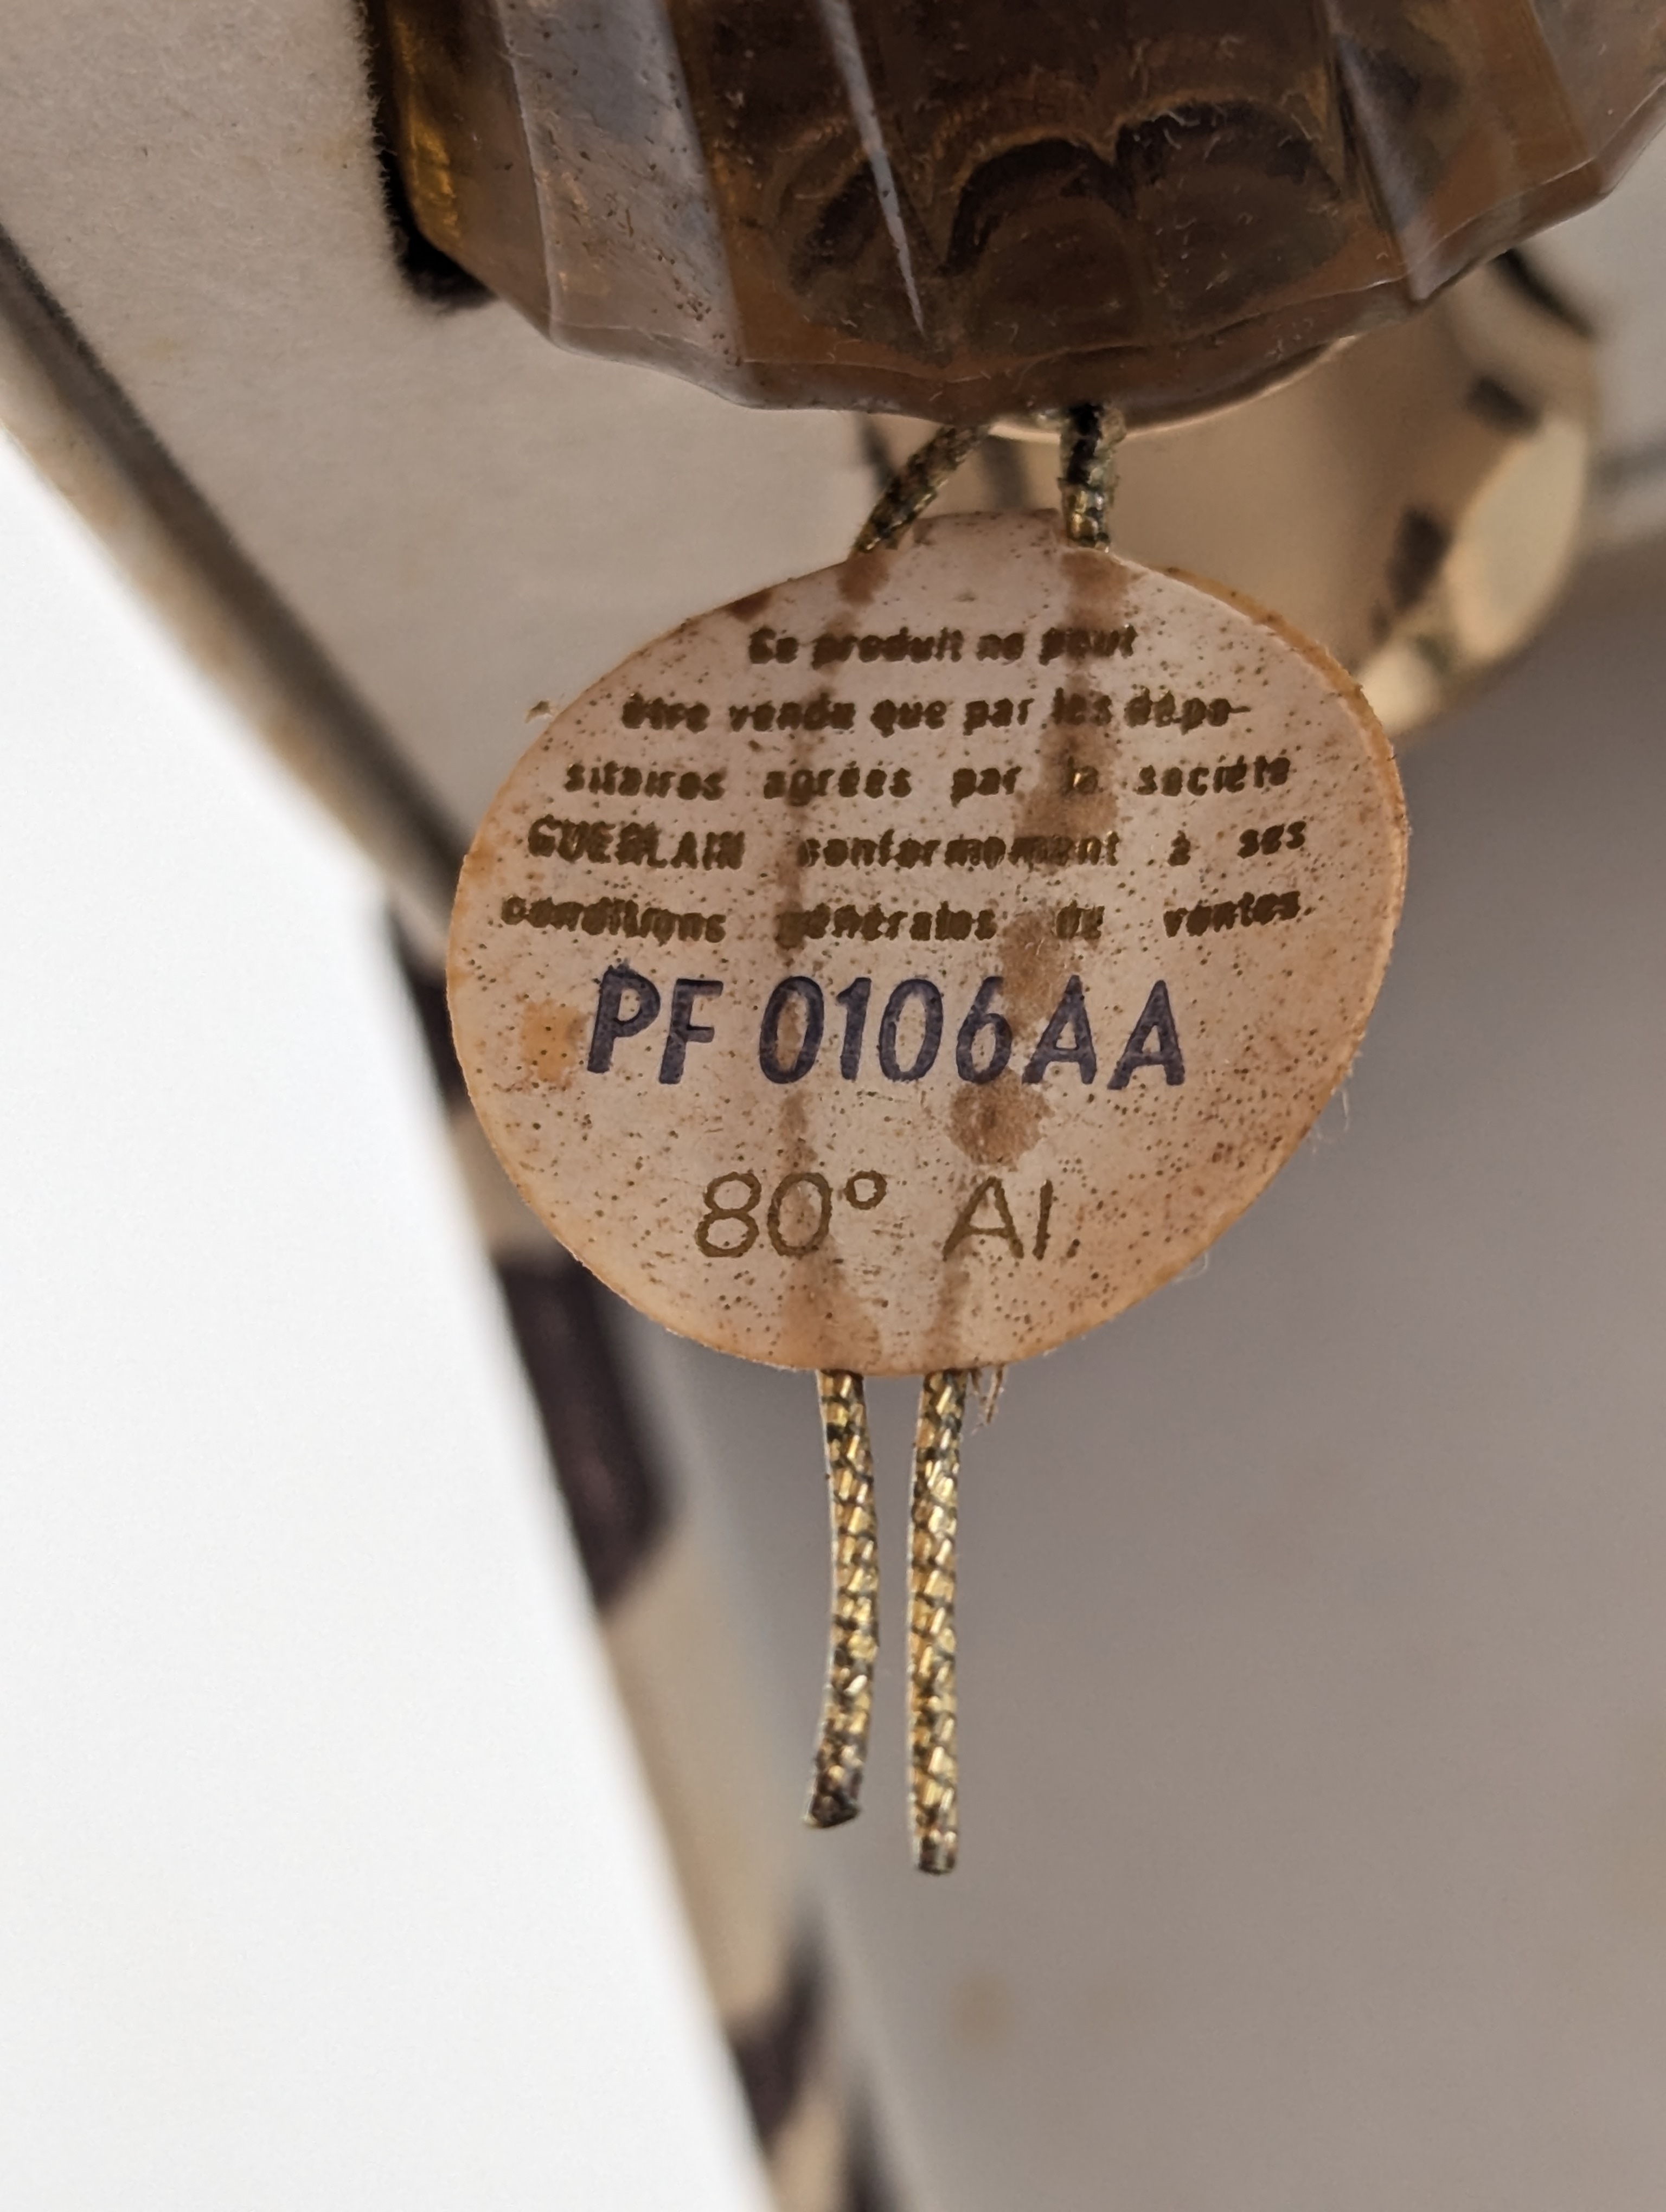 Ce produit ne peut
être vendu que par les dépo-
sitaires agréés par la société
GUERLAIN conformément à ses
conditions générales de ventes.
PF 0106AA
80° Al.